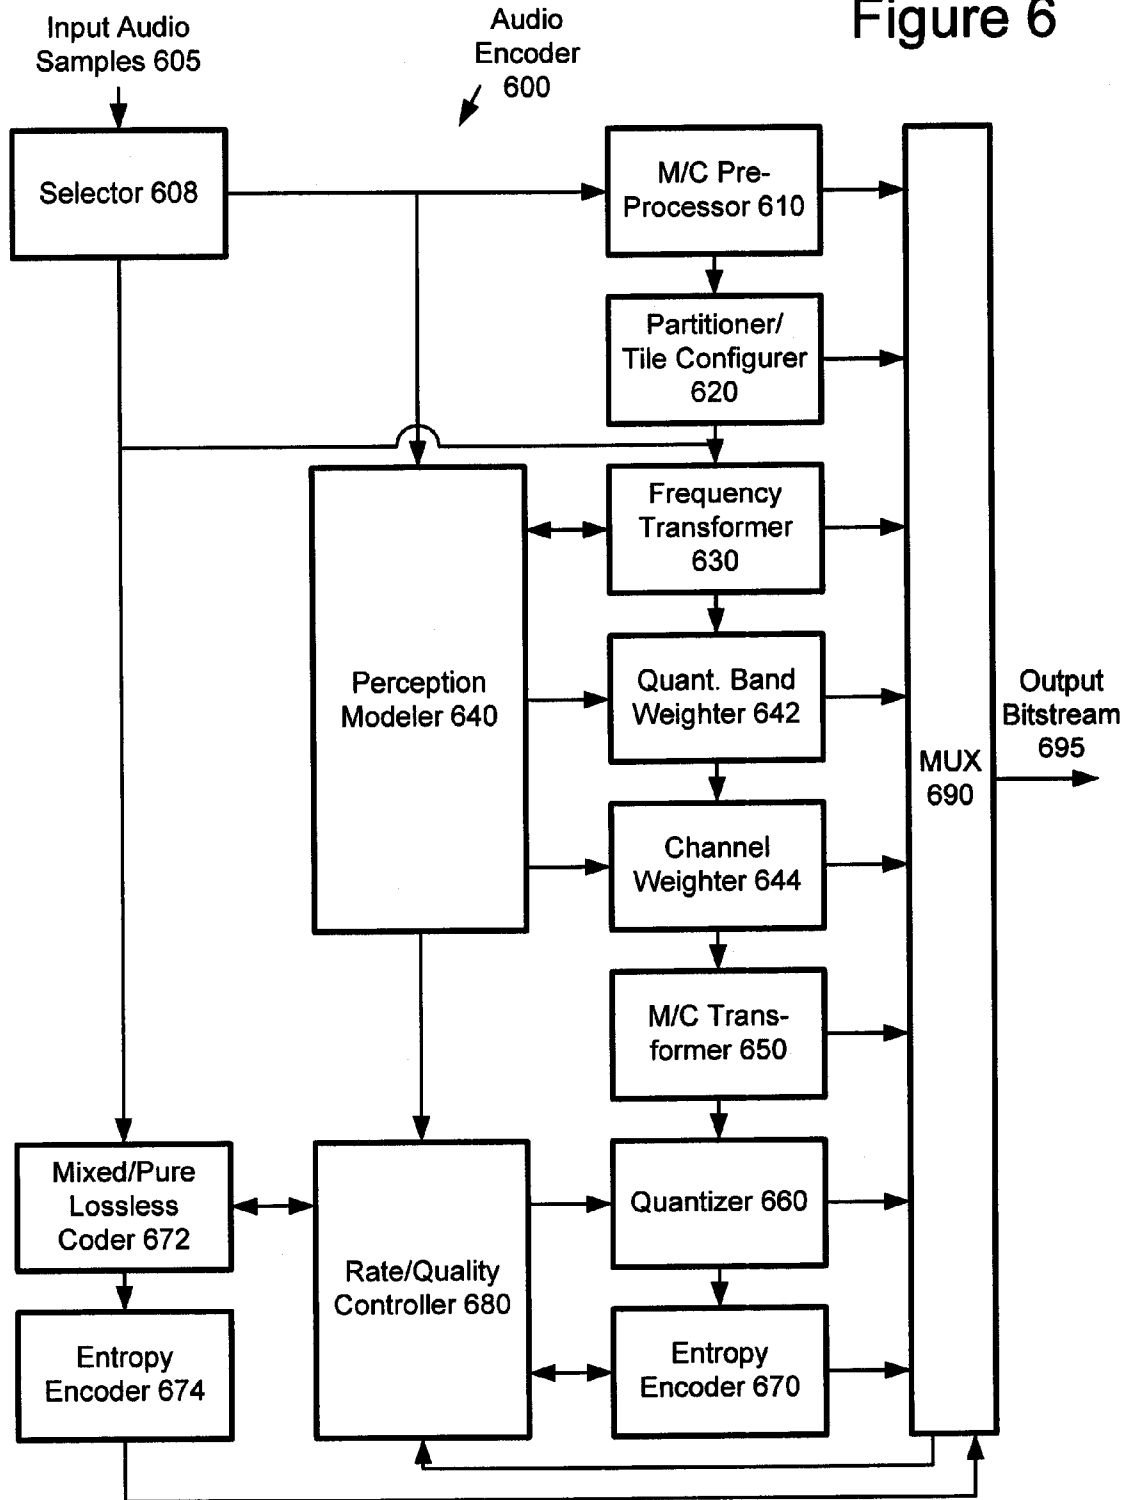 Figure 6
Input Audio
Samples 605
Audio
Encoder
600
Selector 608
M/C Pre-
Processor 610
Partitioner/
Tile Configurer
620
Frequency
Transformer
630
Perception
Modeler 640
Quant. Band
Weighter 642
Output
Bitstream
695
MUX
690
Channel
Weighter 644
M/C Trans-
former 650
Mixed/Pure
Lossless
Coder 672
Quantizer 660
Rate/Quality
Controller 680
Entropy
Encoder 674
Entropy
Encoder 670